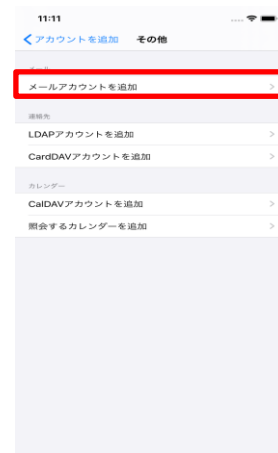 11:11
アカウントを追加 その他
メール
メールアカウントを追加
連絡先
LDAPアカウントを追加
CardDAVアカウントを追加
カレンダー
CalDAVアカウントを追加
照会するカレンダーを追加